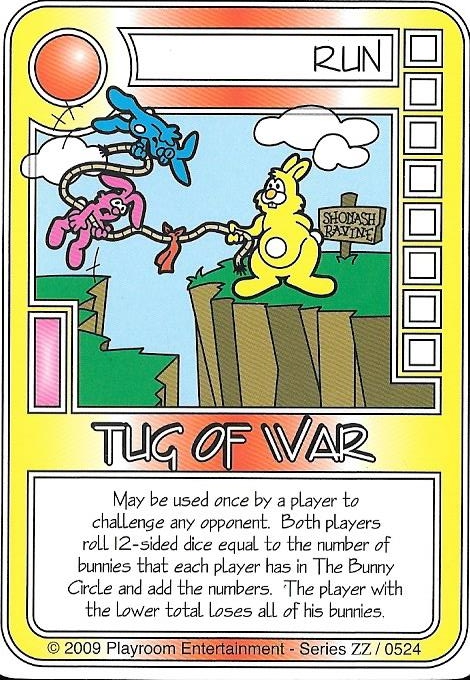 RUN
SHONASH
RAVINE
TUG OF WAR
May be used once by a player to
challenge any opponent. Both players
roll 12-sided dice equal to the number of
bunnies that each player has in The Bunny
Circle and add the numbers. The player with
the lower total loses all of his bunnies.
© 2009 Playroom Entertainment - Series ZZ / 0524